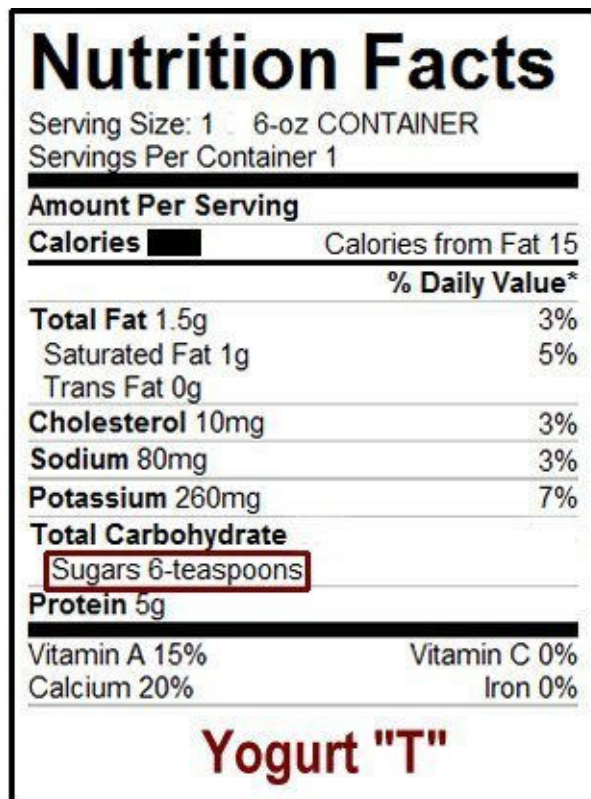 Nutrition Facts
Serving Size: 1 6-oz CONTAINER
Servings Per Container 1
Amount Per Serving
Calories Calories from Fat 15
% Daily Value*
Total Fat 1.5g 3%
Saturated Fat 1g 5%
Trans Fat 0g
Cholesterol 10mg 3%
Sodium 80mg 3%
Potassium 260mg 7%
Total Carbohydrate
Sugars 6-teaspoons
Protein 5g
Vitamin A 15% Vitamin C 0%
Calcium 20% Iron 0%
Yogurt "T"